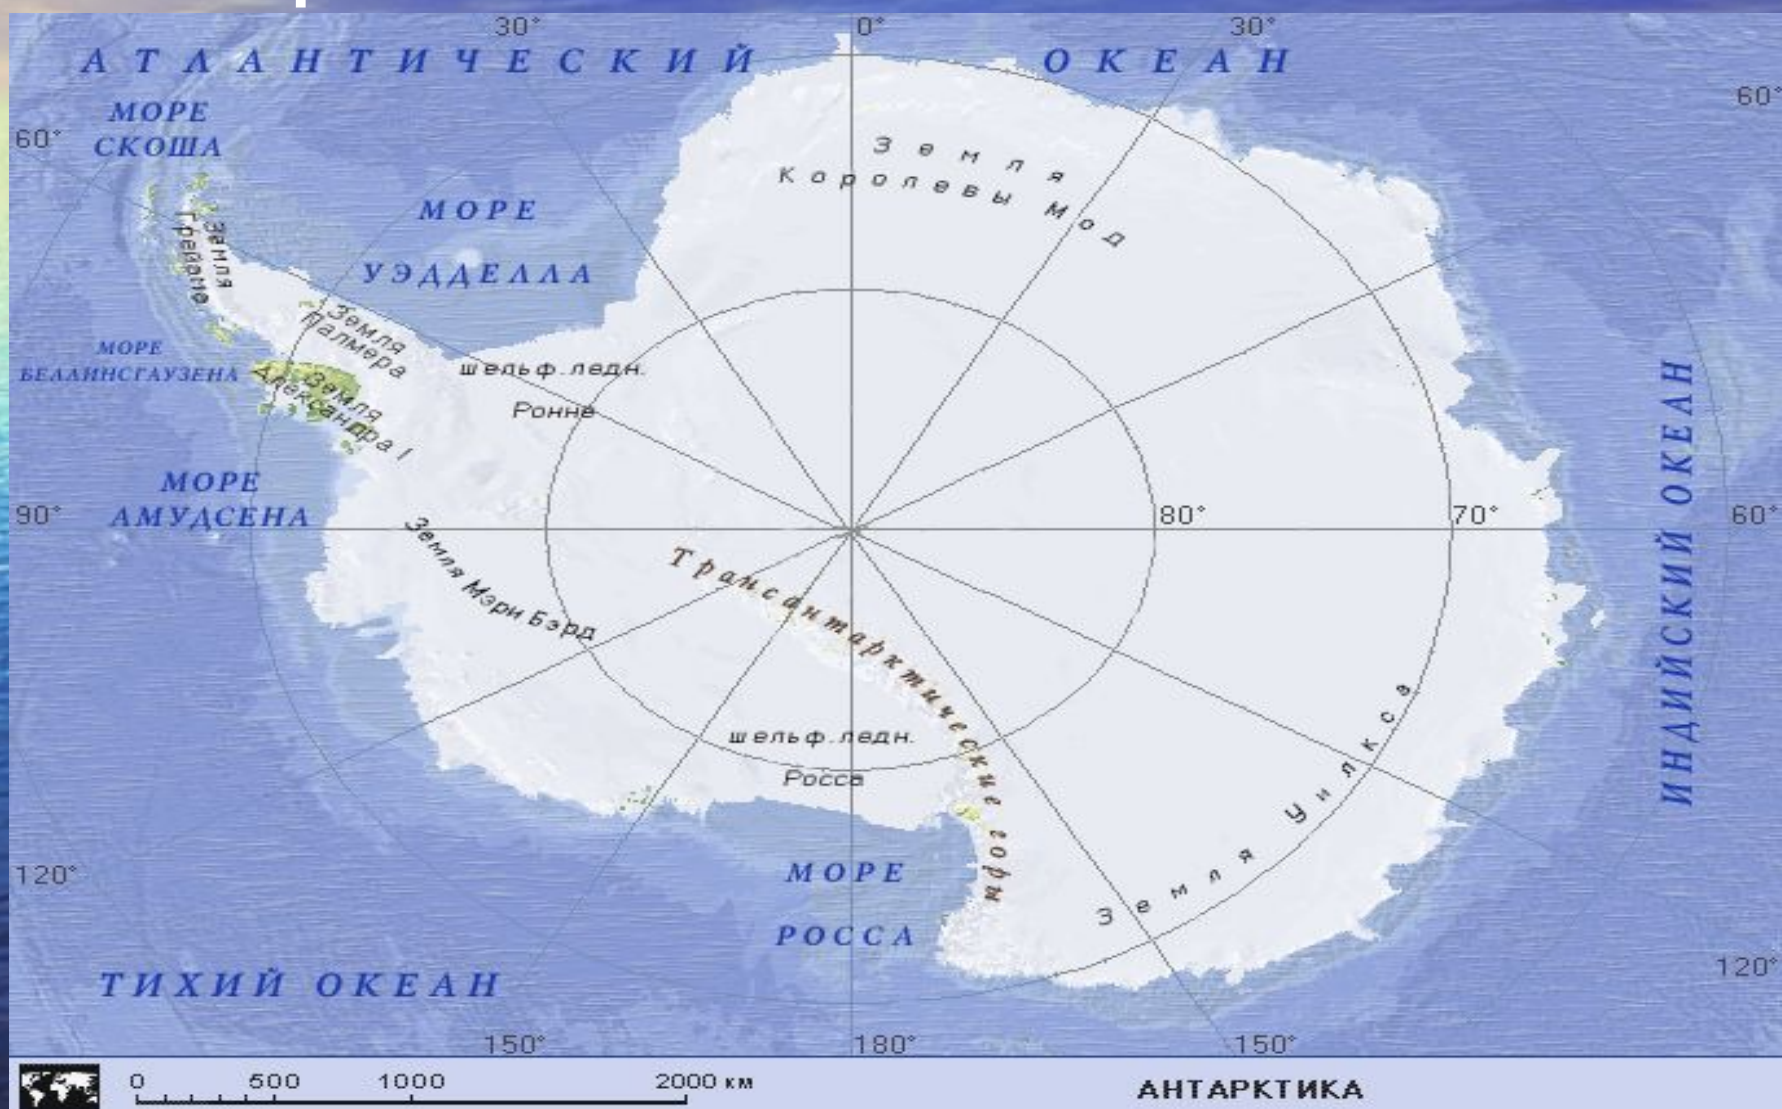 30° 0° 30°
АТЛАНТИЧЕСКИЙ ОКЕАН
60°
МОРЕ
СКОША
60°
Земля
Королевы Мод
МОРЕ
УЭДДЕЛЛА
Земля
Грейама
Земля
Палмера
МОРЕ
БЕЛЛИНСГАУЗЕНА
Земля
Александра I
шельф. ледн.
Ронне
МОРЕ
АМУДСЕНА
90°
80° 70° 60°
ИНДИЙСКИЙ ОКЕАН
Земля Мэри Бэрд
Трансантарктические горы
шельф. ледн.
Росса
Земля Уилкса
МОРЕ
РОССА
120°
120°
ТИХИЙ ОКЕАН
150° 180° 150°
0 500 1000 2000 км
АНТАРКТИКА